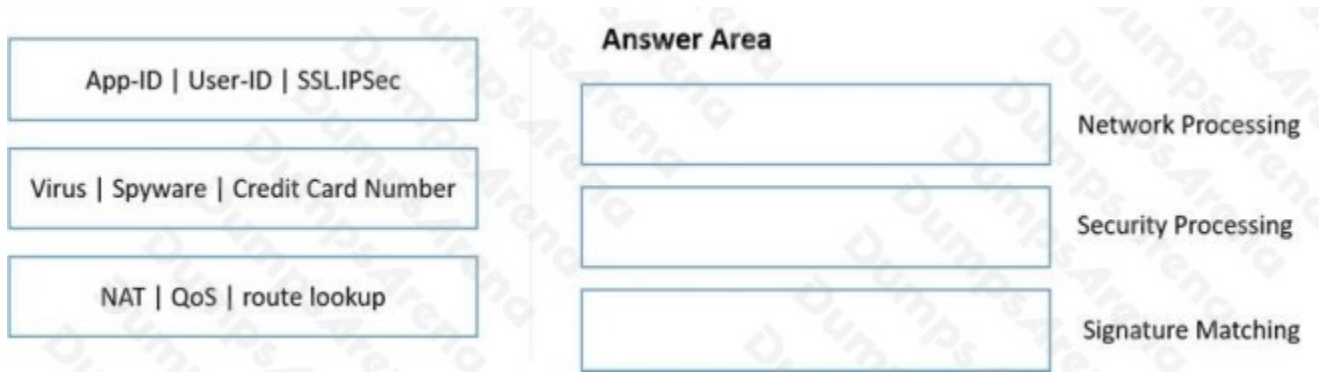 App-ID | User-ID | SSL.IPSec
Virus | Spyware | Credit Card Number
NAT | QoS | route lookup
Answer Area
Network Processing
Security Processing
Signature Matching
DumpsArena